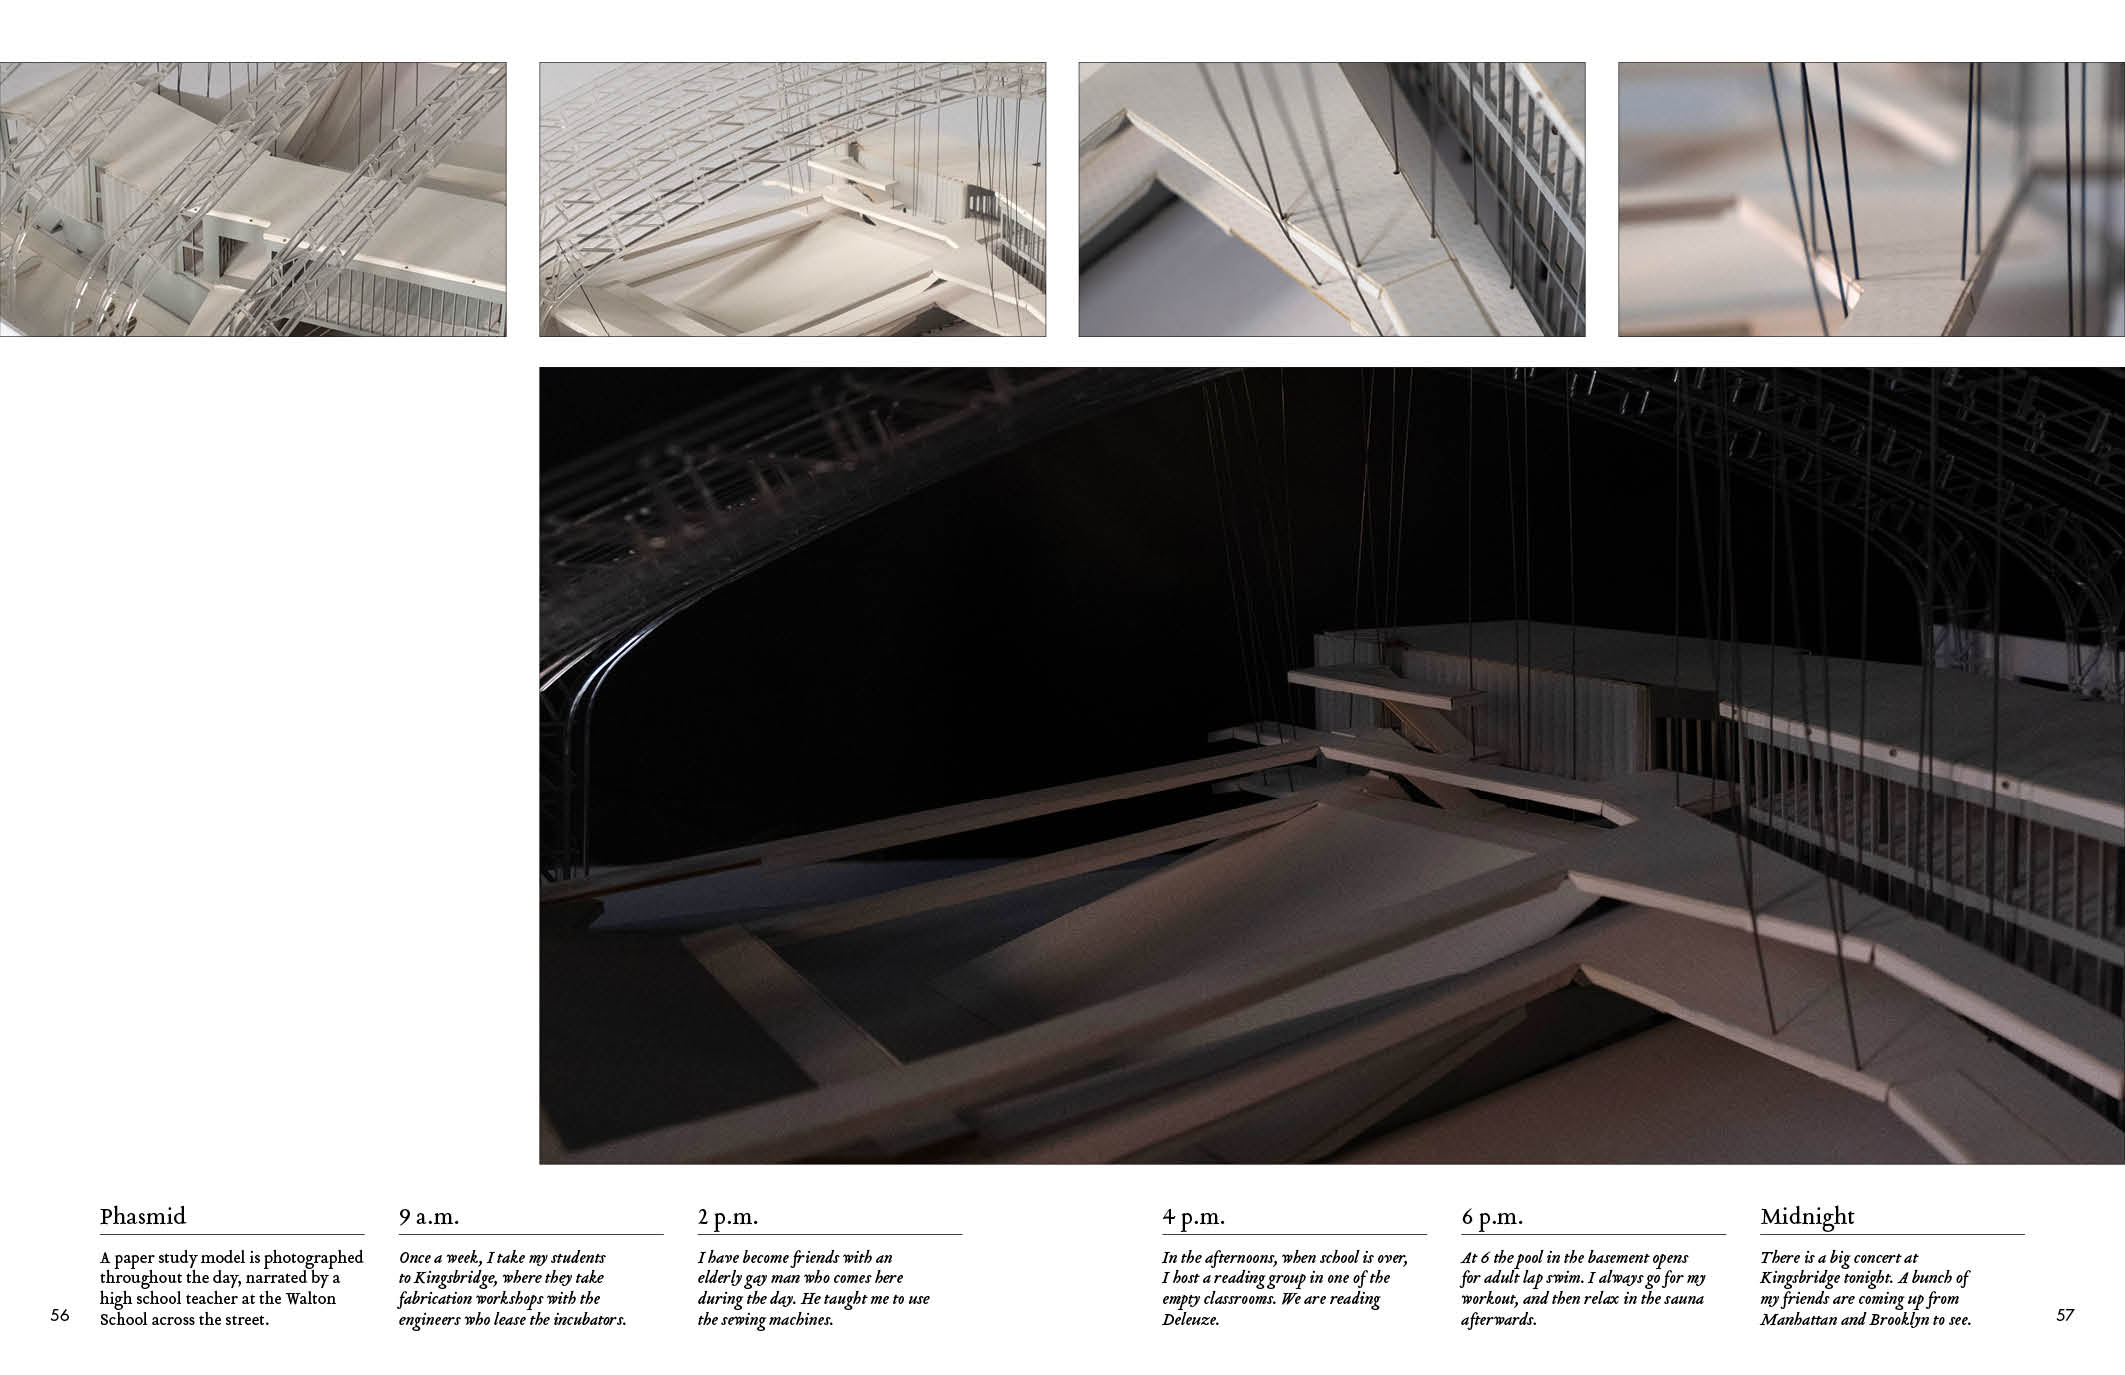 Phasmid
A paper study model is photographed
throughout the day, narrated by a
high school teacher at the Walton
School across the street.
9 a.m.
Once a week, I take my students
to Kingsbridge, where they take
fabrication workshops with the
engineers who lease the incubators.
2 p.m.
I have become friends with an
elderly gay man who comes here
during the day. He taught me to use
the sewing machines.
4 p.m.
In the afternoons, when school is over,
I host a reading group in one of the
empty classrooms. We are reading
Deleuze.
6 p.m.
At 6 the pool in the basement opens
for adult lap swim. I always go for my
workout, and then relax in the sauna
afterwards.
Midnight
There is a big concert at
Kingsbridge tonight. A bunch of
my friends are coming up from
Manhattan and Brooklyn to see.
56
57